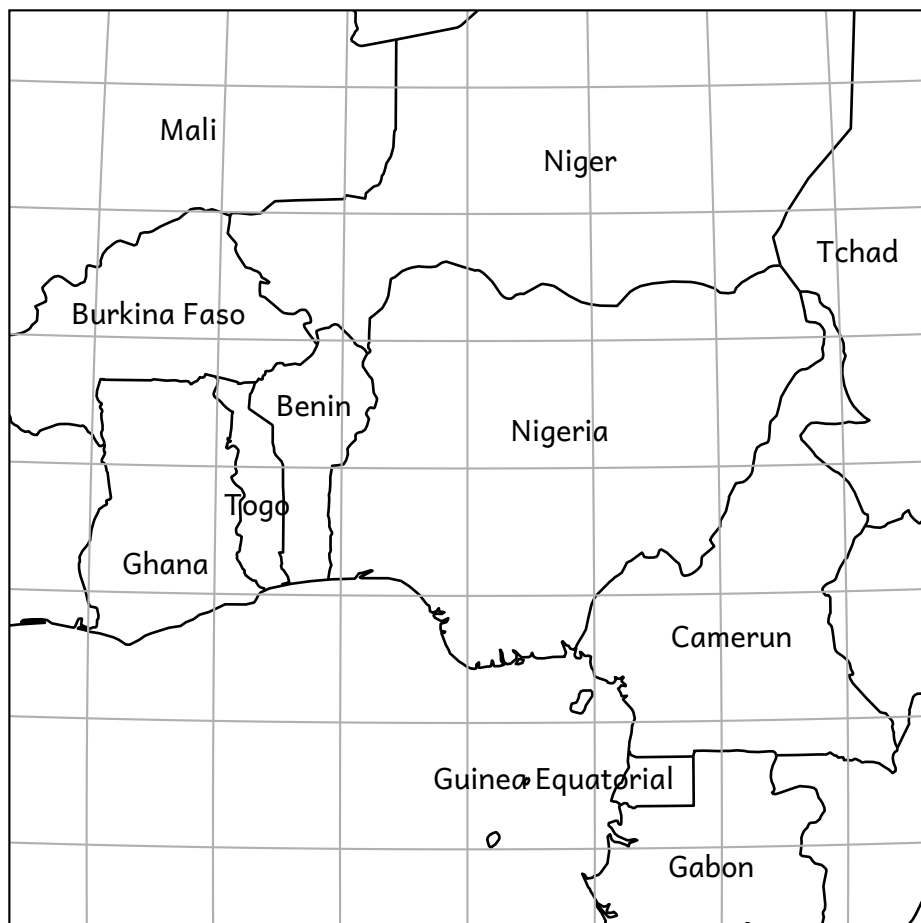 Mali
Niger
Tchad
Burkina Faso
Benin
Nigeria
Togo
Ghana
Camerun
Guinea Equatorial
Gabon